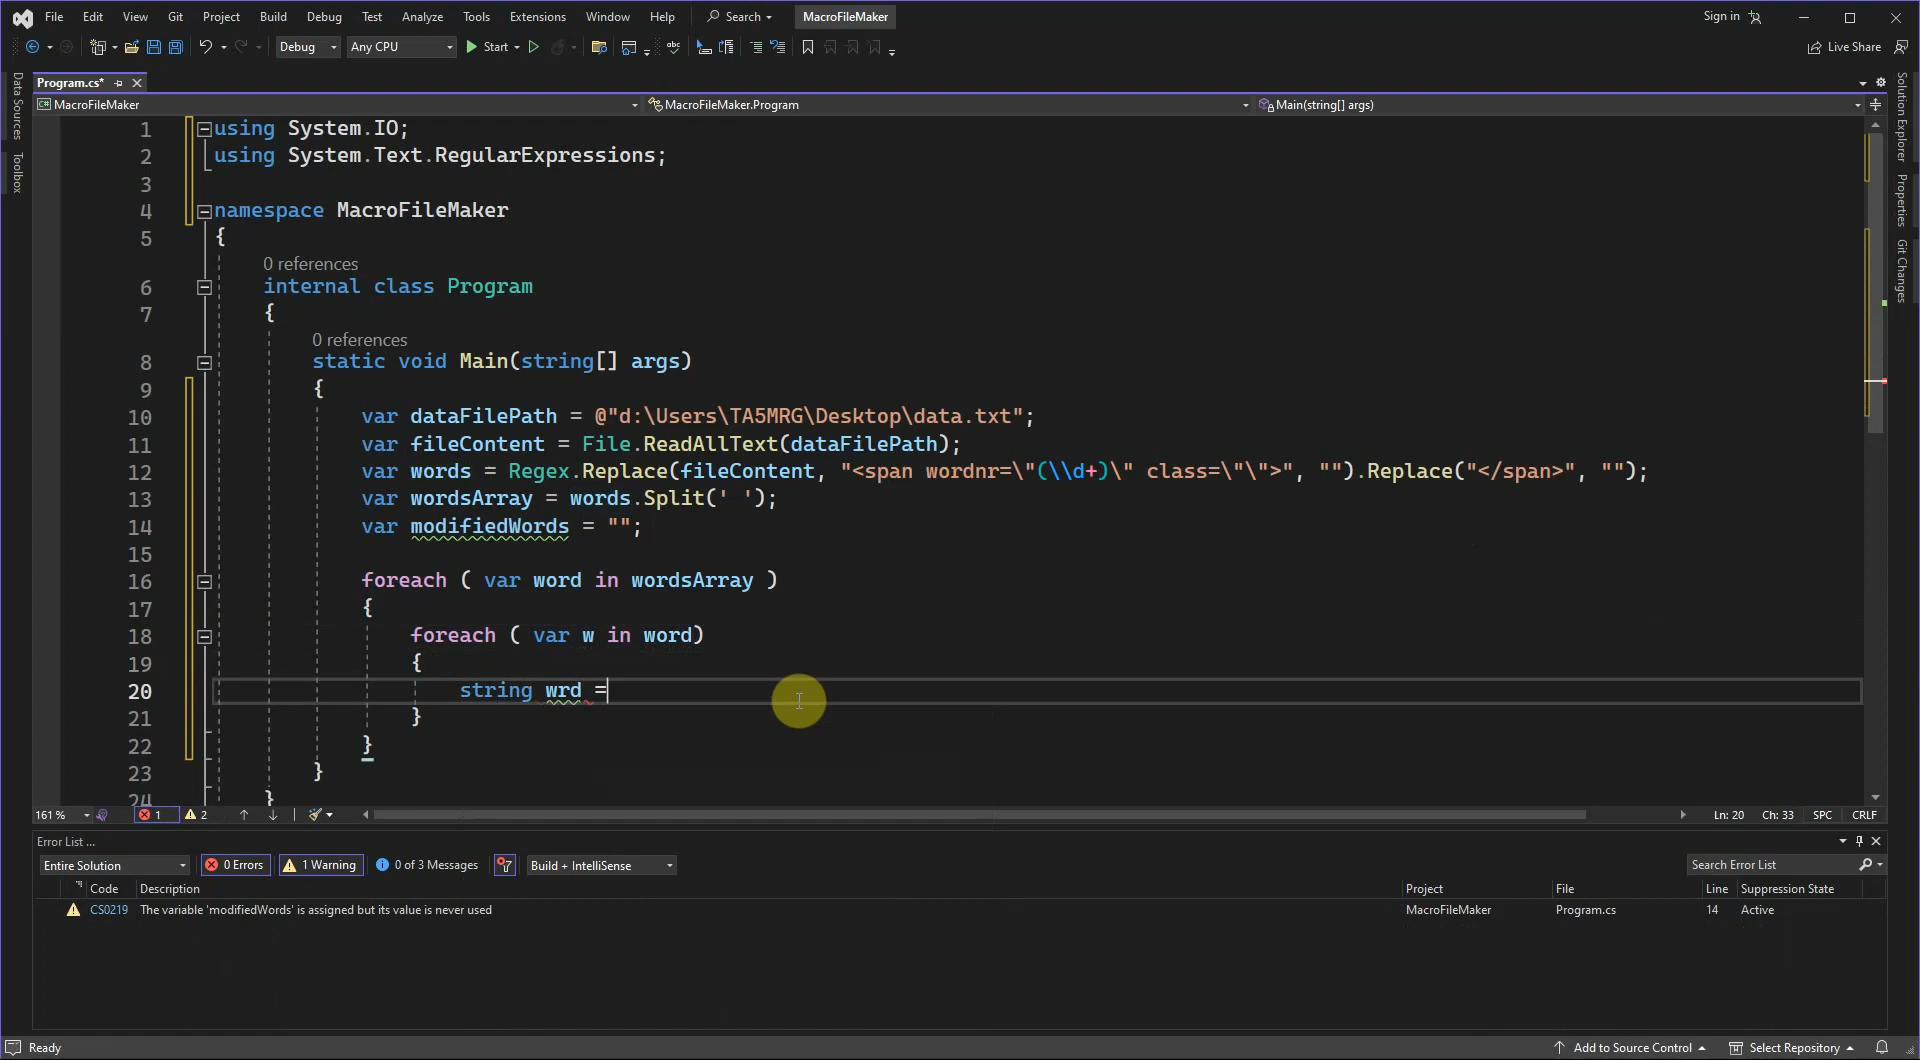 File Edit View Git Project Build Debug Test Analyze Tools Extensions Window Help Search MacroFileMaker Sign in
Debug Any CPU Start Live Share
Program.cs*
MacroFileMaker MacroFileMaker.Program Main(string[] args)
Data Sources
Toolbox
Solution Explorer
Properties
Git Changes
1 using System.IO;
2 using System.Text.RegularExpressions;
3
4 namespace MacroFileMaker
5 {
0 references
6 internal class Program
7 {
0 references
8 static void Main(string[] args)
9 {
10 var dataFilePath = @"d:\Users\TA5MRG\Desktop\data.txt";
11 var fileContent = File.ReadAllText(dataFilePath);
12 var words = Regex.Replace(fileContent, "<span wordnr=\"(\\d+)\" class=\"\">", "").Replace("</span>", "");
13 var wordsArray = words.Split(' ');
14 var modifiedWords = "";
15
16 foreach ( var word in wordsArray )
17 {
18 foreach ( var w in word)
19 {
20 string wrd =
21 }
22 }
23 }
24 }
161 % 1 2 Ln: 20 Ch: 33 SPC CRLF
Error List ...
Entire Solution 0 Errors 1 Warning 0 of 3 Messages Build + IntelliSense Search Error List
Code Description Project File Line Suppression State
CS0219 The variable 'modifiedWords' is assigned but its value is never used MacroFileMaker Program.cs 14 Active
Ready Add to Source Control Select Repository